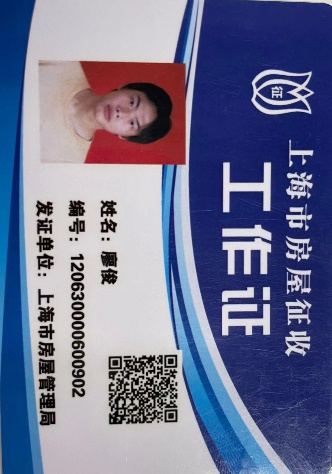 征
上海市房屋征收
工作证
姓名：廖俊
编号：12063000600902
发证单位：上海市房屋管理局